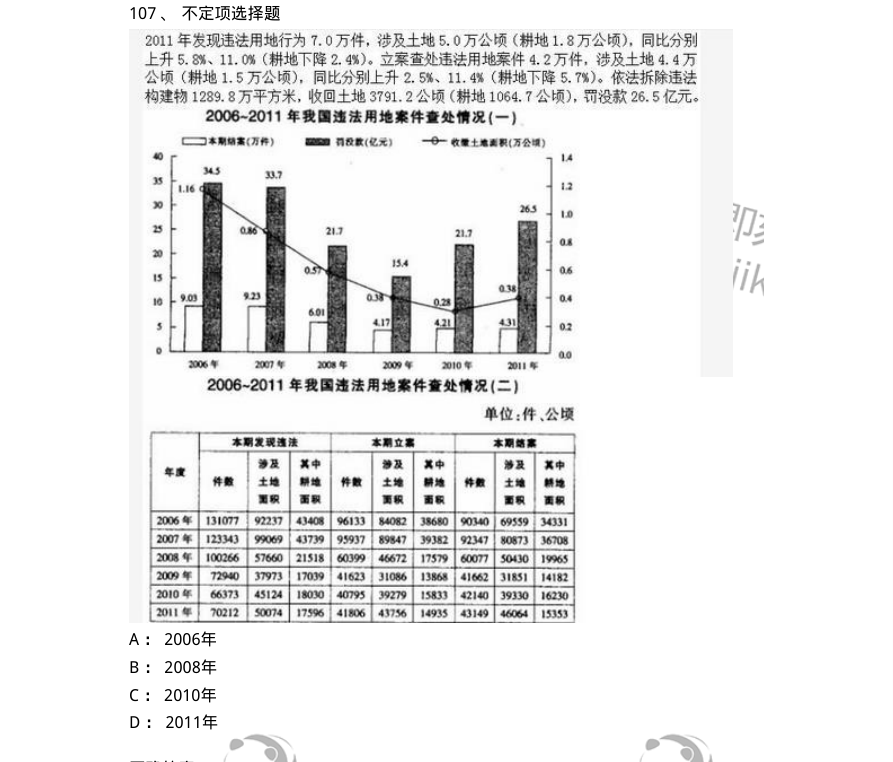 107 、 不定项选择题
2011 年发现违法用地行为 7.0 万件，涉及土地 5.0 万公顷（耕地 1.8 万公顷），同比分别
上升 5.8%、11.0%（耕地下降 2.4%）。立案查处违法用地案件 4.2 万件，涉及土地 4.4 万
公顷（耕地 1.5 万公顷），同比分别上升 2.5%、11.4%（耕地下降 5.7%）。依法拆除违法
构建物 1289.8 万平方米，收回土地 3791.2 公顷（耕地 1064.7 公顷），罚没款 26.5 亿元。
2006~2011 年我国违法用地案件查处情况(一)
本期结案(万件) 罚没款(亿元) 收缴土地面积(万公顷)
40 35 30 25 20 15 10 5 0
1.4 1.2 1.0 0.8 0.6 0.4 0.2 0.0
34.5 33.7 21.7 15.4 21.7 26.5
1.16 0.86 0.57 0.38 0.28 0.38
9.03 9.23 6.01 4.17 4.21 4.31
2006 年 2007 年 2008 年 2009 年 2010 年 2011 年
2006~2011 年我国违法用地案件查处情况(二)
单位:件、公顷
年度 本期发现违法 本期立案 本期结案
件数 涉及土地面积 其中耕地面积 件数 涉及土地面积 其中耕地面积 件数 涉及土地面积 其中耕地面积
2006 年 131077 92237 43408 96133 84082 38680 90340 69559 34331
2007 年 123343 99069 43739 95937 89847 39382 92347 80873 36708
2008 年 100266 57660 21518 60399 46672 17579 60077 50430 19965
2009 年 72940 37973 17039 41623 31086 13868 41662 31851 14182
2010 年 66373 45124 18030 40795 39279 15833 42140 39330 16230
2011 年 70212 50074 17596 41806 43756 14935 43149 46064 15353
A ： 2006年
B ： 2008年
C ： 2010年
D ： 2011年